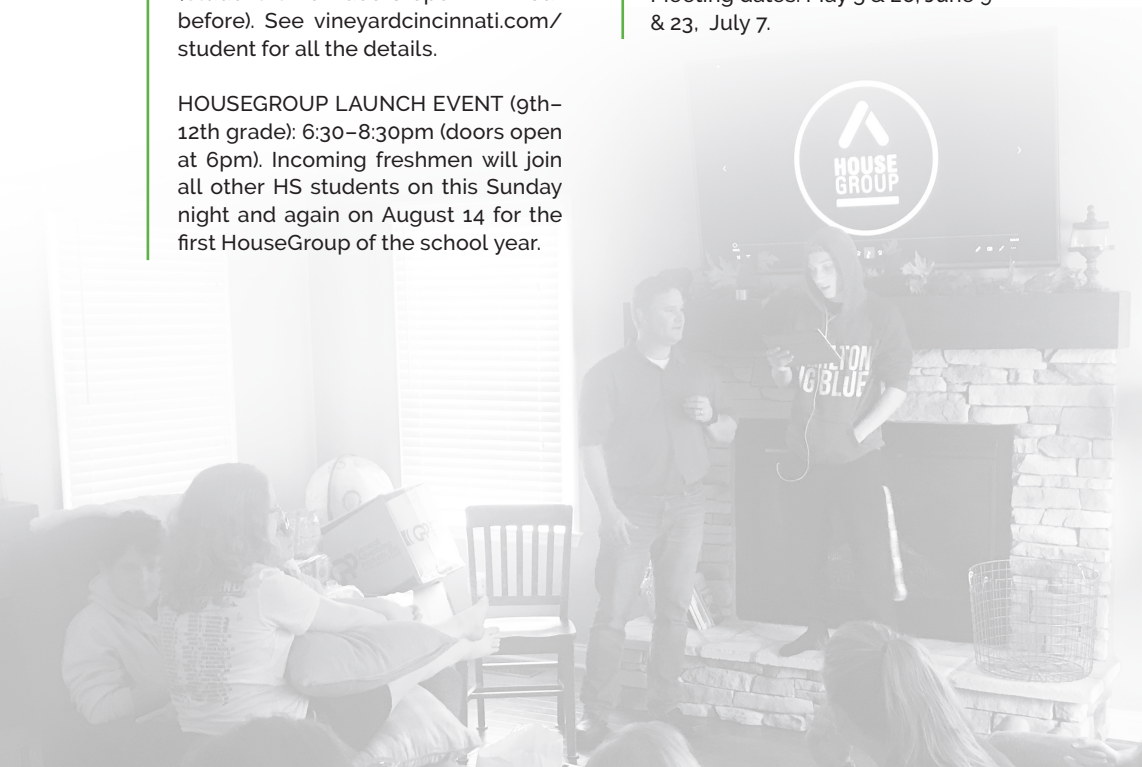 before). See vineyardcincinnati.com/
student for all the details.
HOUSEGROUP LAUNCH EVENT (9th–
12th grade): 6:30–8:30pm (doors open
at 6pm). Incoming freshmen will join
all other HS students on this Sunday
night and again on August 14 for the
first HouseGroup of the school year.
& 23, July 7.
HOUSE
GROUP
BLUE